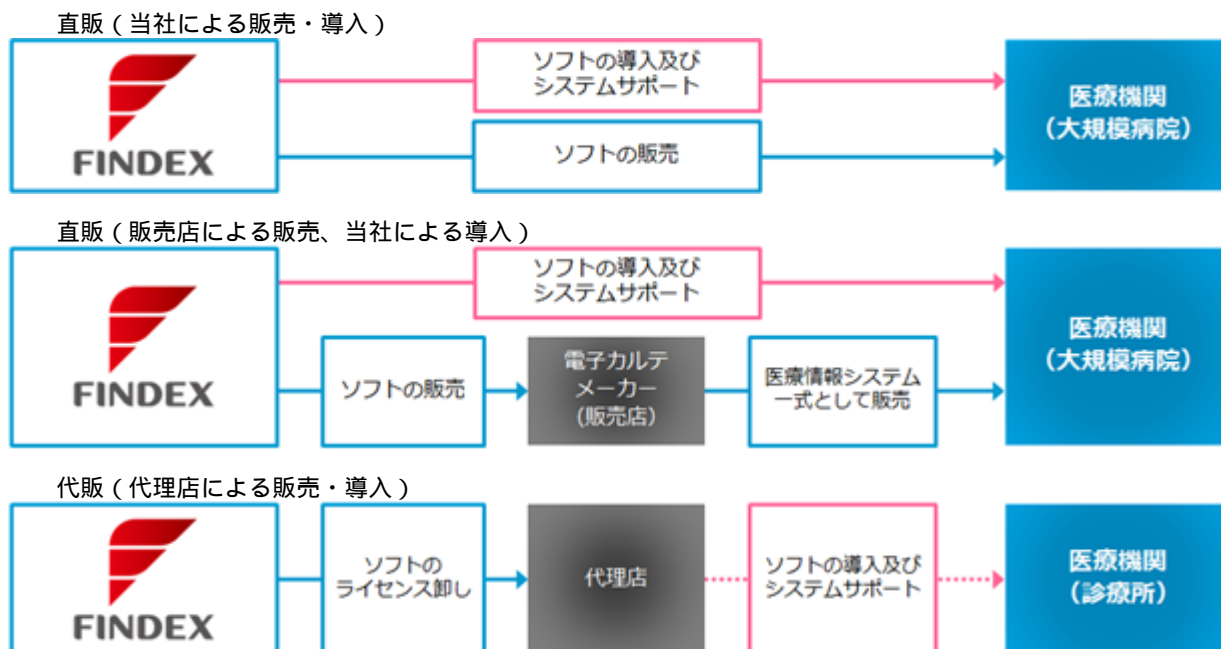 直販(当社による販売・導入)
FINDEX
ソフトの導入及び
システムサポート
ソフトの販売
医療機関
(大規模病院)
直販(販売店による販売、当社による導入)
FINDEX
ソフトの導入及び
システムサポート
ソフトの販売
電子カルテ
メーカー
(販売店)
医療情報システム
一式として販売
医療機関
(大規模病院)
代販(代理店による販売・導入)
FINDEX
ソフトの
ライセンス卸し
代理店
ソフトの導入及び
システムサポート
医療機関
(診療所)